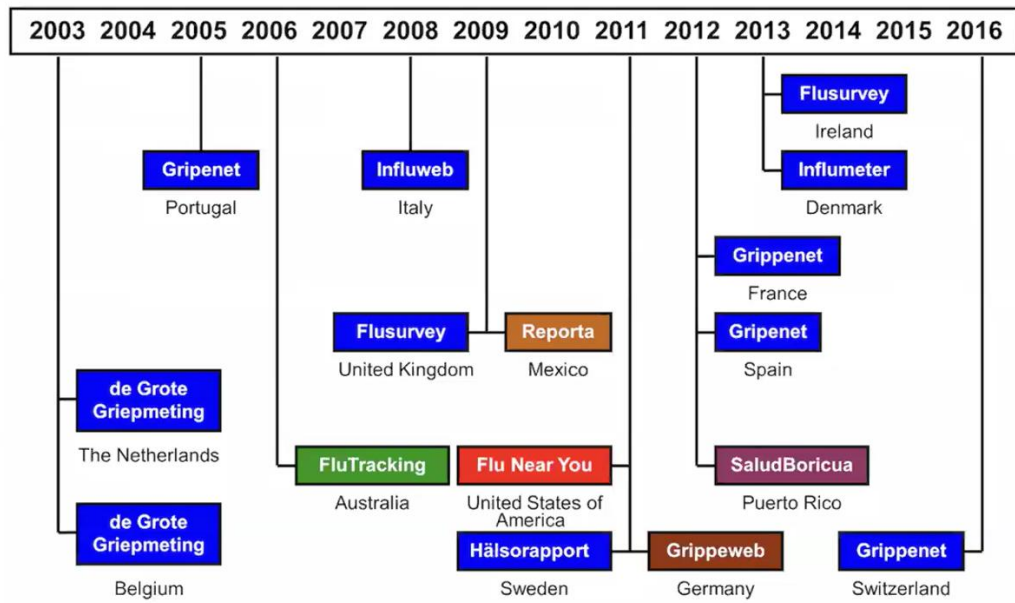 2003 2004 2005 2006 2007 2008 2009 2010 2011 2012 2013 2014 2015 2016
Flusurvey
Ireland
Gripenet
Portugal
Influweb
Italy
Influmeter
Denmark
Grippenet
France
Flusurvey
United Kingdom
Reporta
Mexico
Gripenet
Spain
de Grote
Griepmeting
The Netherlands
FluTracking
Australia
Flu Near You
United States of
America
SaludBoricua
Puerto Rico
de Grote
Griepmeting
Belgium
Hälsorapport
Sweden
Grippeweb
Germany
Grippenet
Switzerland